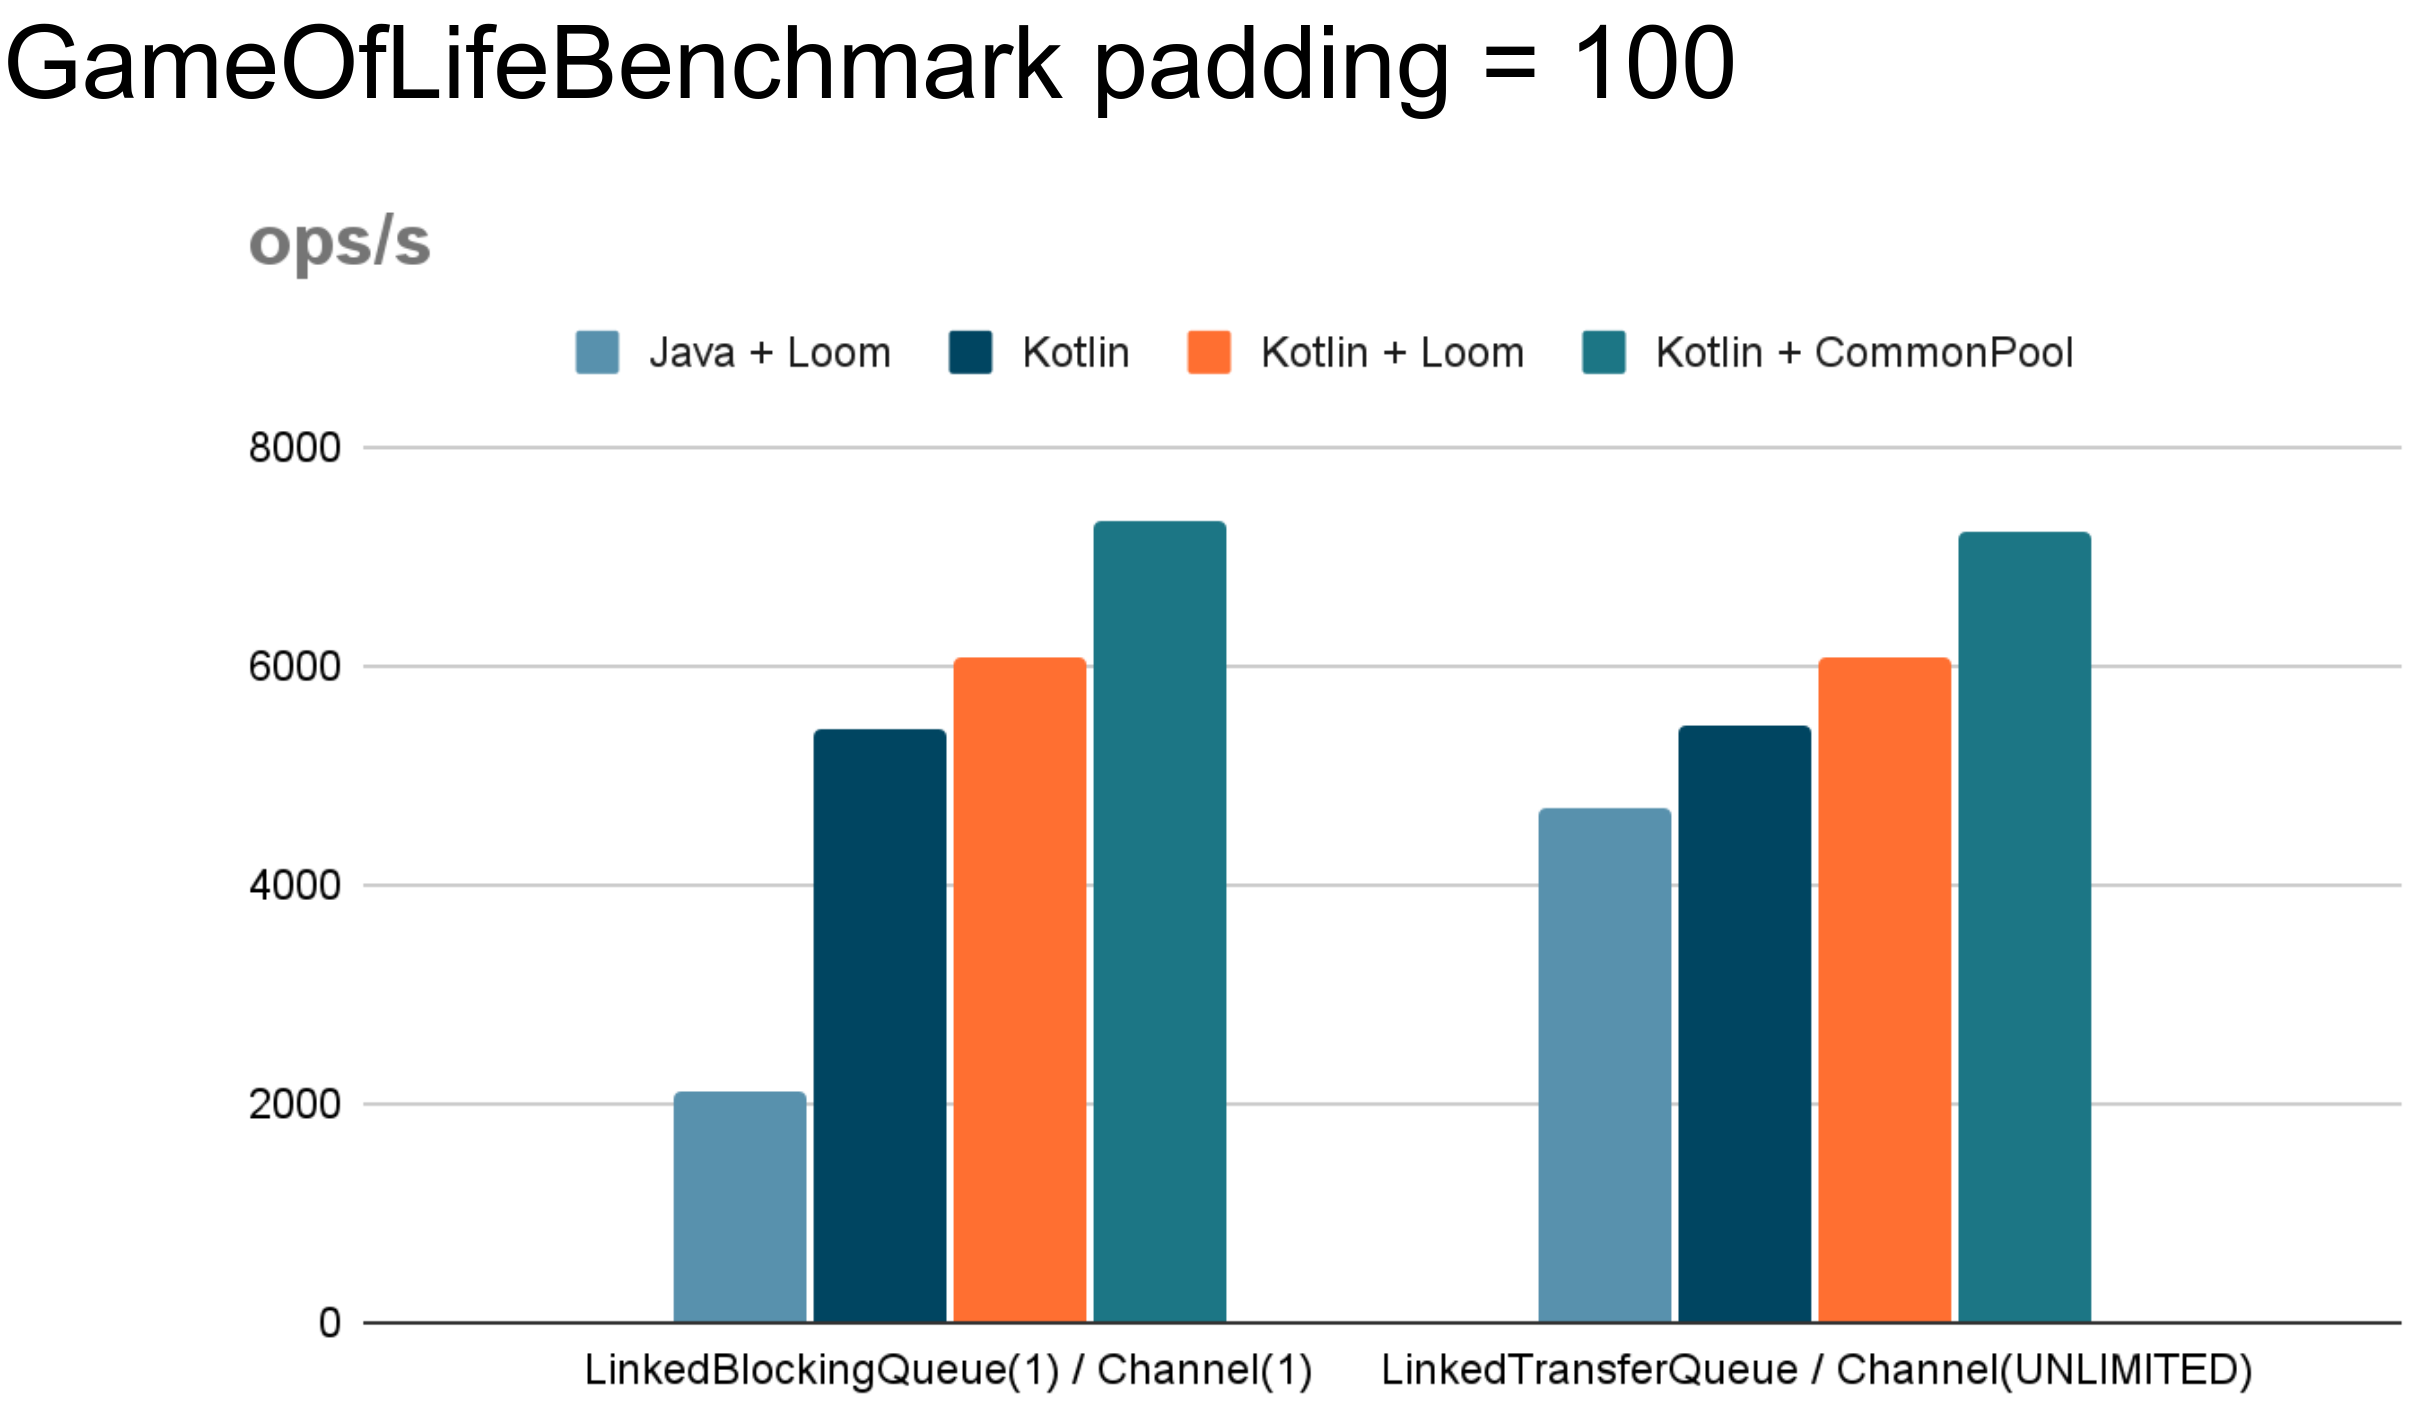 GameOfLifeBenchmark padding = 100
ops/s
Java + Loom Kotlin Kotlin + Loom Kotlin + CommonPool
8000
6000
4000
2000
0
LinkedBlockingQueue(1) / Channel(1) LinkedTransferQueue / Channel(UNLIMITED)